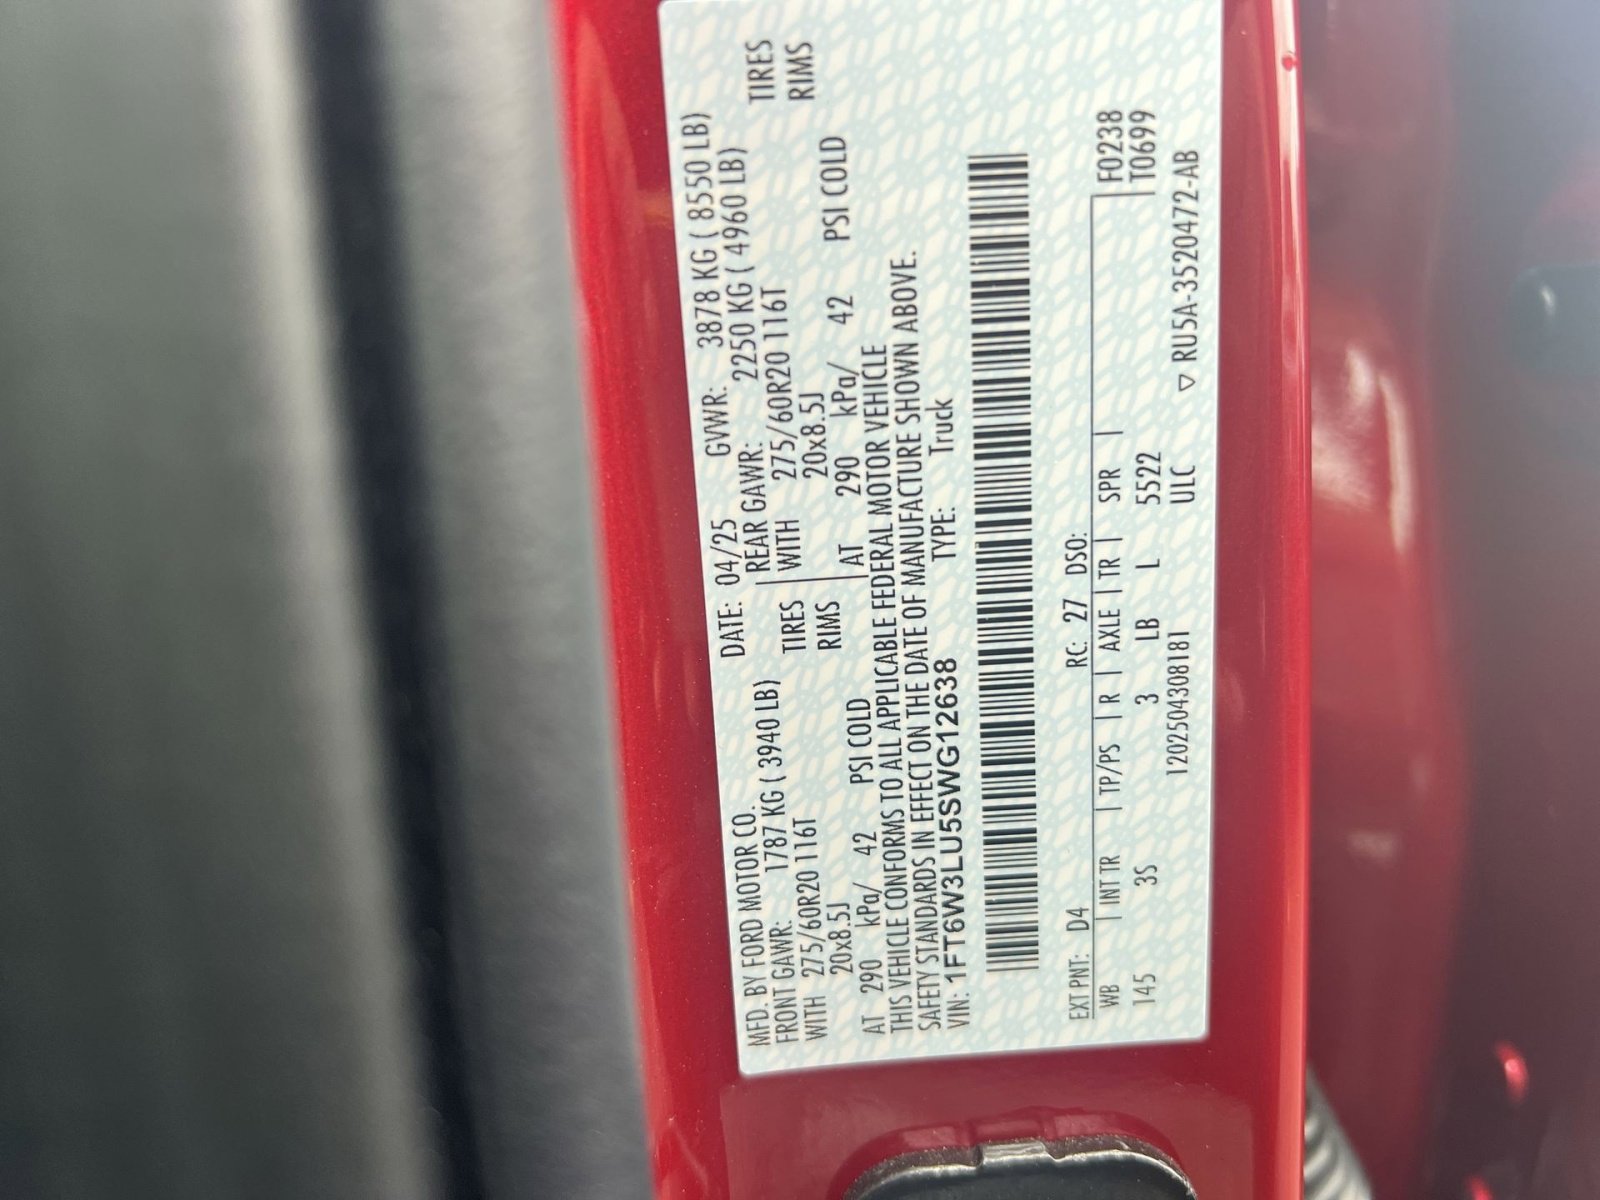 MFD. BY FORD MOTOR CO. DATE: 04/25 GVWR: 3878 KG ( 8550 LB)
FRONT GAWR: 1787 KG ( 3940 LB) REAR GAWR: 2250 KG ( 4960 LB)
WITH 275/60R20 116T TIRES WITH 275/60R20 116T TIRES
20x8.5J RIMS 20x8.5J RIMS
AT 290 kPa/ 42 PSI COLD AT 290 kPa/ 42 PSI COLD
THIS VEHICLE CONFORMS TO ALL APPLICABLE FEDERAL MOTOR VEHICLE
SAFETY STANDARDS IN EFFECT ON THE DATE OF MANUFACTURE SHOWN ABOVE.
VIN: 1FT6W3LU5SWG12638 TYPE: Truck
EXT PNT: D4 RC: 27 DSO: F0238
WB INT TR TP/PS R AXLE TR SPR T0699
145 3S 3 LB L 5522
1202504308181 ULC ▽ RU5A-3520472-AB